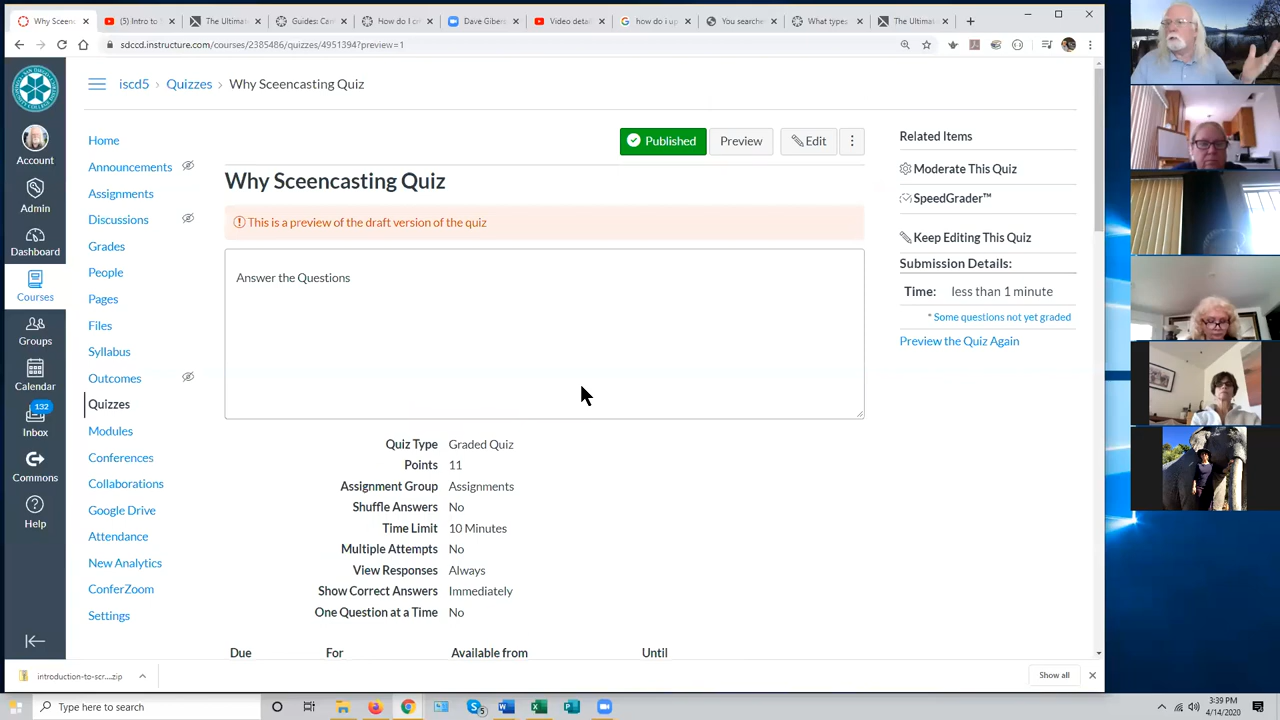 Why Sceenc
(5) Intro to
The Ultima
Guides: Can
How do I cr
Dave Gibers
Video detai
how do i up
You searche
What types
The Ultimat
sdccd.instructure.com/courses/2385486/quizzes/4951394?preview=1
iscd5 › Quizzes › Why Sceencasting Quiz
Account
Admin
Dashboard
Courses
Groups
Calendar
132
Inbox
Commons
Help
Home
Announcements
Assignments
Discussions
Grades
People
Pages
Files
Syllabus
Outcomes
Quizzes
Modules
Conferences
Collaborations
Google Drive
Attendance
New Analytics
ConferZoom
Settings
Published Preview Edit
Why Sceencasting Quiz
This is a preview of the draft version of the quiz
Answer the Questions
Quiz Type Graded Quiz
Points 11
Assignment Group Assignments
Shuffle Answers No
Time Limit 10 Minutes
Multiple Attempts No
View Responses Always
Show Correct Answers Immediately
One Question at a Time No
Due For Available from Until
Related Items
Moderate This Quiz
SpeedGrader™
Keep Editing This Quiz
Submission Details:
Time: less than 1 minute
* Some questions not yet graded
Preview the Quiz Again
introduction-to-scr....zip
Show all
Type here to search
5
3:39 PM
4/14/2020